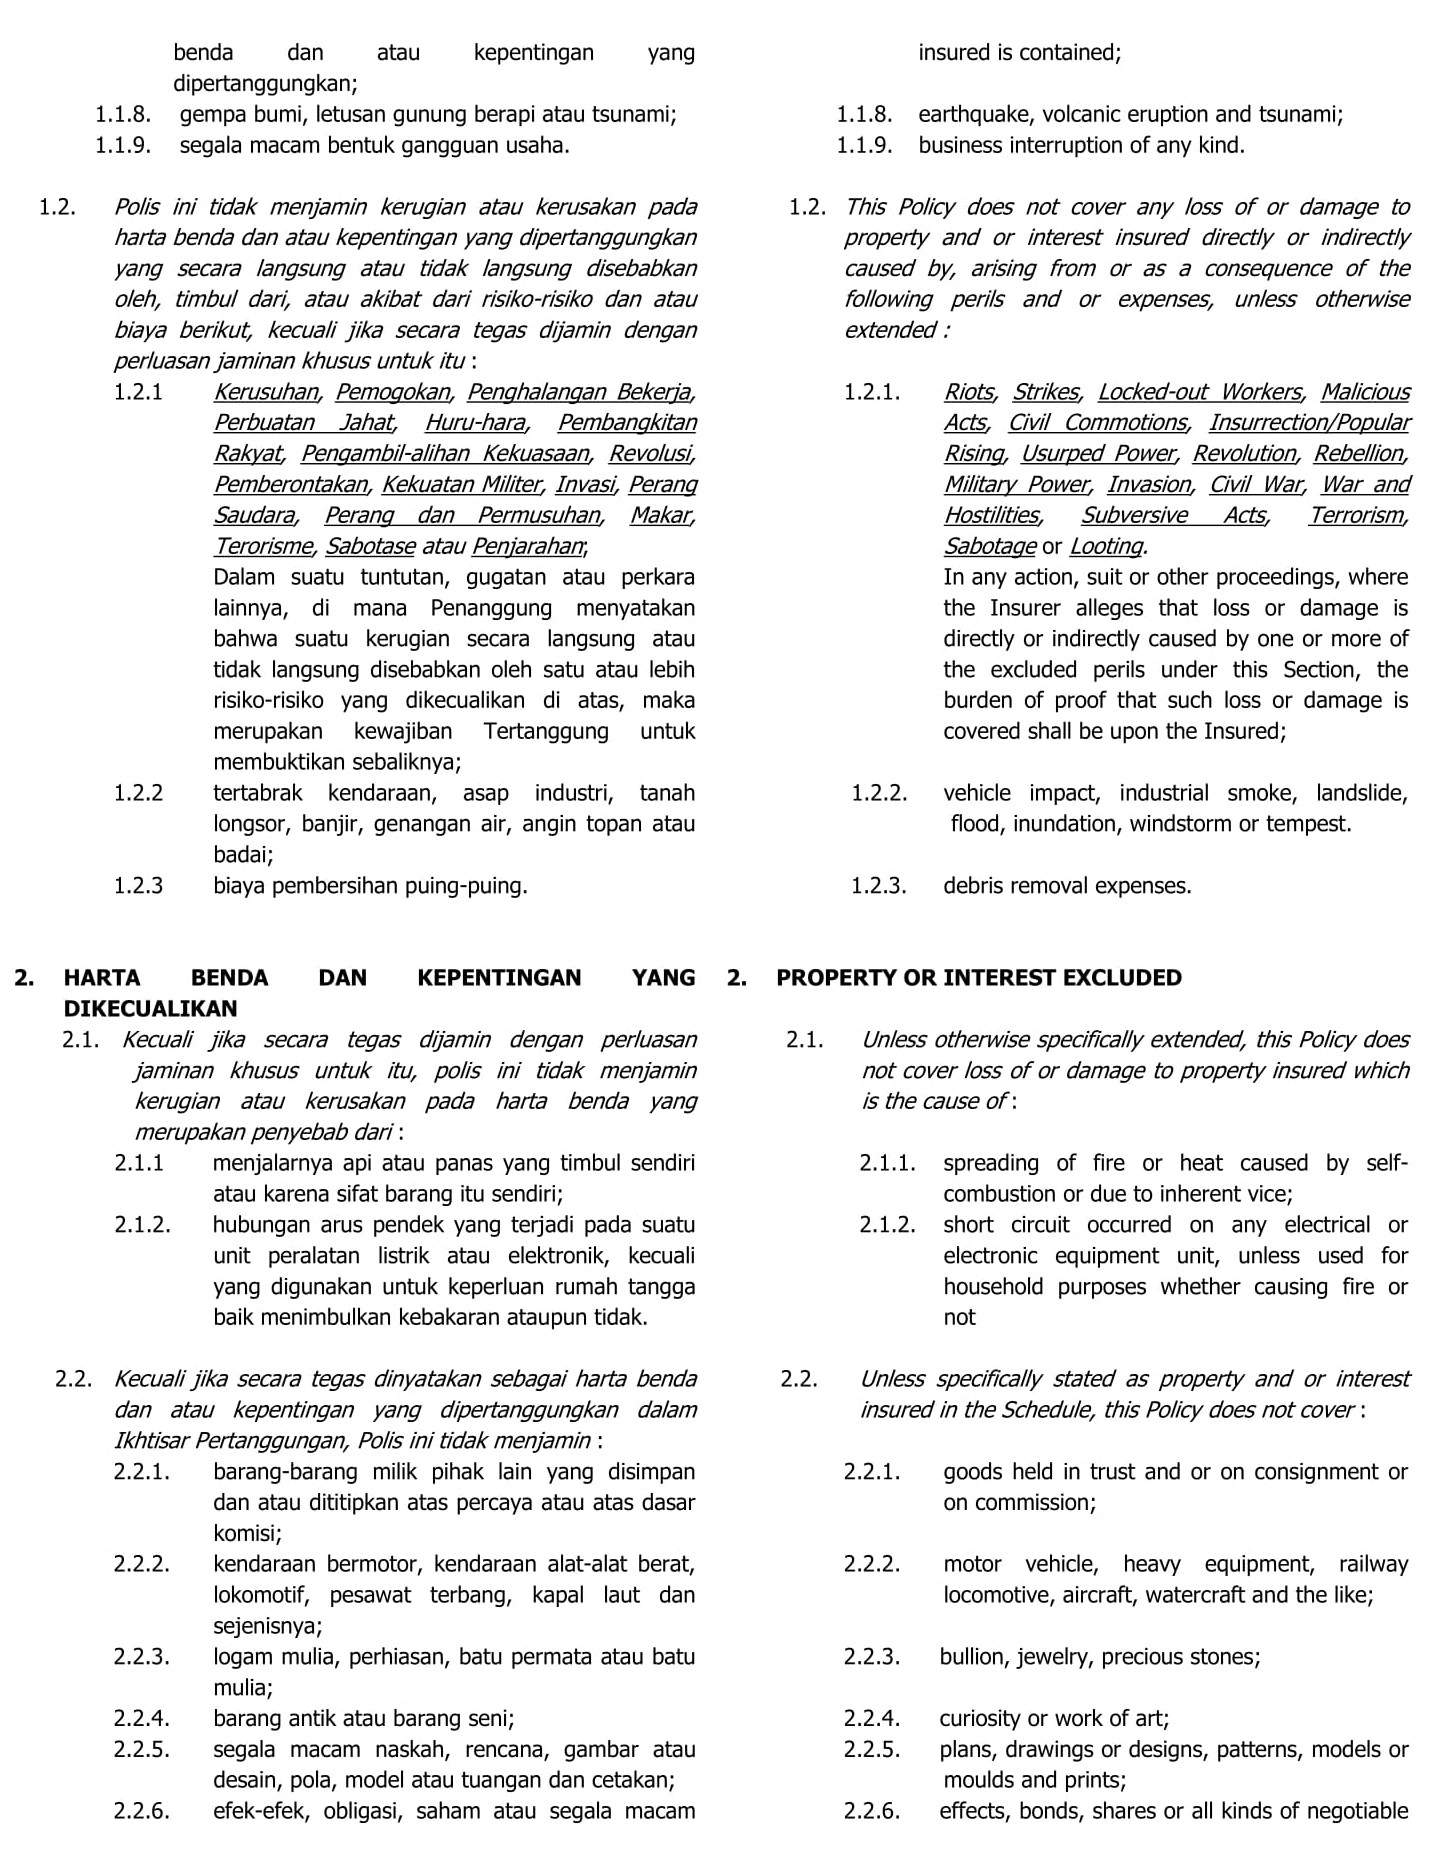 benda dan atau kepentingan yang
dipertanggungkan;
1.1.8. gempa bumi, letusan gunung berapi atau tsunami;
1.1.9. segala macam bentuk gangguan usaha.
1.2. Polis ini tidak menjamin kerugian atau kerusakan pada
harta benda dan atau kepentingan yang dipertanggungkan
yang secara langsung atau tidak langsung disebabkan
oleh, timbul dari, atau akibat dari risiko-risiko dan atau
biaya berikut, kecuali jika secara tegas dijamin dengan
perluasan jaminan khusus untuk itu :
1.2.1 Kerusuhan, Pemogokan, Penghalangan Bekerja,
Perbuatan Jahat, Huru-hara, Pembangkitan
Rakyat, Pengambil-alihan Kekuasaan, Revolusi,
Pemberontakan, Kekuatan Militer, Invasi, Perang
Saudara, Perang dan Permusuhan, Makar,
Terorisme, Sabotase atau Penjarahan;
Dalam suatu tuntutan, gugatan atau perkara
lainnya, di mana Penanggung menyatakan
bahwa suatu kerugian secara langsung atau
tidak langsung disebabkan oleh satu atau lebih
risiko-risiko yang dikecualikan di atas, maka
merupakan kewajiban Tertanggung untuk
membuktikan sebaliknya;
1.2.2 tertabrak kendaraan, asap industri, tanah
longsor, banjir, genangan air, angin topan atau
badai;
1.2.3 biaya pembersihan puing-puing.
2. HARTA BENDA DAN KEPENTINGAN YANG
DIKECUALIKAN
2.1. Kecuali jika secara tegas dijamin dengan perluasan
jaminan khusus untuk itu, polis ini tidak menjamin
kerugian atau kerusakan pada harta benda yang
merupakan penyebab dari :
2.1.1 menjalarnya api atau panas yang timbul sendiri
atau karena sifat barang itu sendiri;
2.1.2. hubungan arus pendek yang terjadi pada suatu
unit peralatan listrik atau elektronik, kecuali
yang digunakan untuk keperluan rumah tangga
baik menimbulkan kebakaran ataupun tidak.
2.2. Kecuali jika secara tegas dinyatakan sebagai harta benda
dan atau kepentingan yang dipertanggungkan dalam
Ikhtisar Pertanggungan, Polis ini tidak menjamin :
2.2.1. barang-barang milik pihak lain yang disimpan
dan atau dititipkan atas percaya atau atas dasar
komisi;
2.2.2. kendaraan bermotor, kendaraan alat-alat berat,
lokomotif, pesawat terbang, kapal laut dan
sejenisnya;
2.2.3. logam mulia, perhiasan, batu permata atau batu
mulia;
2.2.4. barang antik atau barang seni;
2.2.5. segala macam naskah, rencana, gambar atau
desain, pola, model atau tuangan dan cetakan;
2.2.6. efek-efek, obligasi, saham atau segala macam
insured is contained;
1.1.8. earthquake, volcanic eruption and tsunami;
1.1.9. business interruption of any kind.
1.2. This Policy does not cover any loss of or damage to
property and or interest insured directly or indirectly
caused by, arising from or as a consequence of the
following perils and or expenses, unless otherwise
extended :
1.2.1. Riots, Strikes, Locked-out Workers, Malicious
Acts, Civil Commotions, Insurrection/Popular
Rising, Usurped Power, Revolution, Rebellion,
Military Power, Invasion, Civil War, War and
Hostilities, Subversive Acts, Terrorism,
Sabotage or Looting.
In any action, suit or other proceedings, where
the Insurer alleges that loss or damage is
directly or indirectly caused by one or more of
the excluded perils under this Section, the
burden of proof that such loss or damage is
covered shall be upon the Insured;
1.2.2. vehicle impact, industrial smoke, landslide,
flood, inundation, windstorm or tempest.
1.2.3. debris removal expenses.
2. PROPERTY OR INTEREST EXCLUDED
2.1. Unless otherwise specifically extended, this Policy does
not cover loss of or damage to property insured which
is the cause of :
2.1.1. spreading of fire or heat caused by self-
combustion or due to inherent vice;
2.1.2. short circuit occurred on any electrical or
electronic equipment unit, unless used for
household purposes whether causing fire or
not
2.2. Unless specifically stated as property and or interest
insured in the Schedule, this Policy does not cover :
2.2.1. goods held in trust and or on consignment or
on commission;
2.2.2. motor vehicle, heavy equipment, railway
locomotive, aircraft, watercraft and the like;
2.2.3. bullion, jewelry, precious stones;
2.2.4. curiosity or work of art;
2.2.5. plans, drawings or designs, patterns, models or
moulds and prints;
2.2.6. effects, bonds, shares or all kinds of negotiable